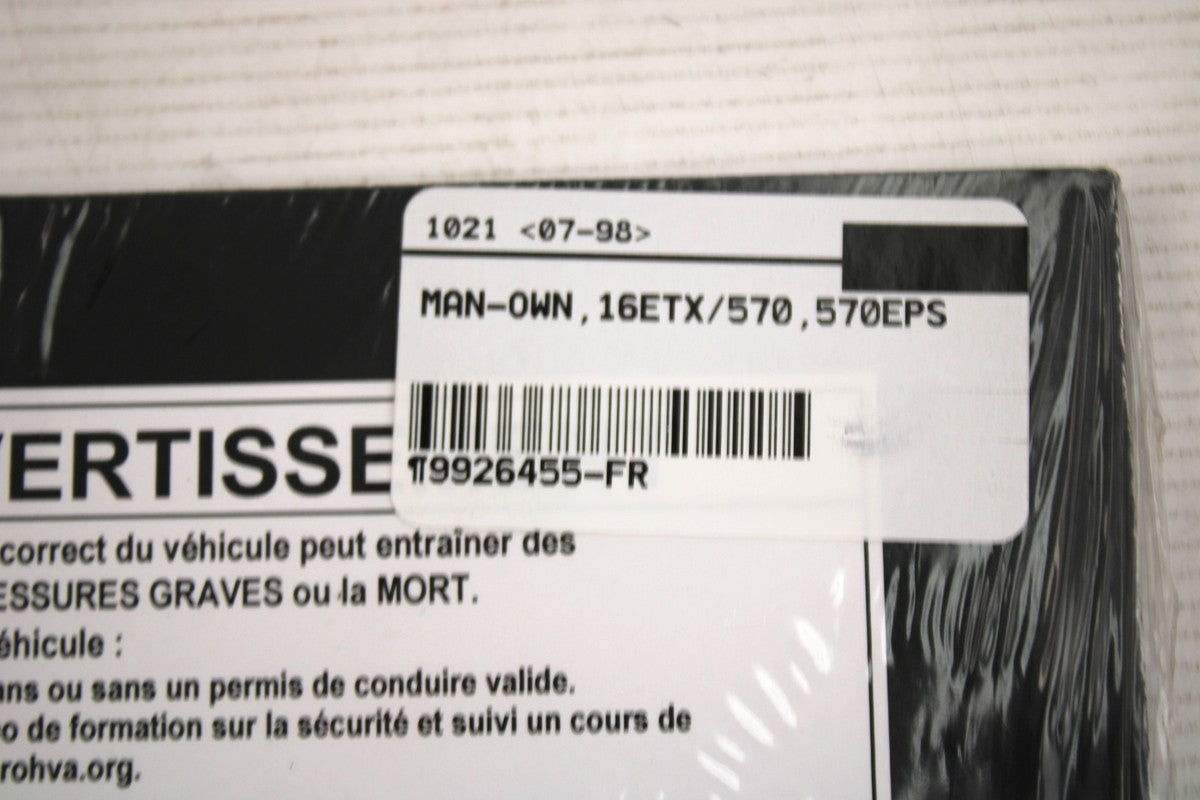 1021 <07-98>
MAN-OWN,16ETX/570,570EPS
¶9926455-FR
VERTISSE
correct du véhicule peut entraîner des
ESSURES GRAVES ou la MORT.
éhicule :
ans ou sans un permis de conduire valide.
o de formation sur la sécurité et suivi un cours de
rohva.org.